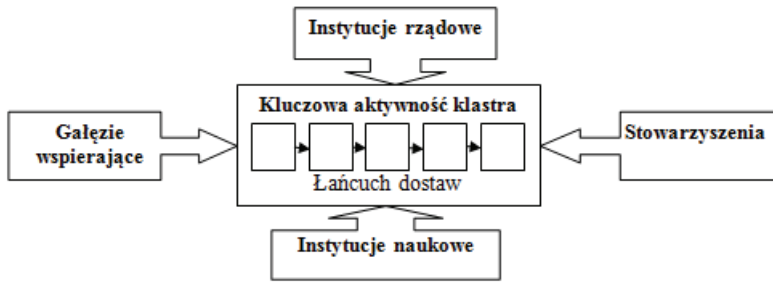 Instytucje rządowe
Kluczowa aktywność klastra
Gałęzie
wspierające
Stowarzyszenia
Łańcuch dostaw
Instytucje naukowe